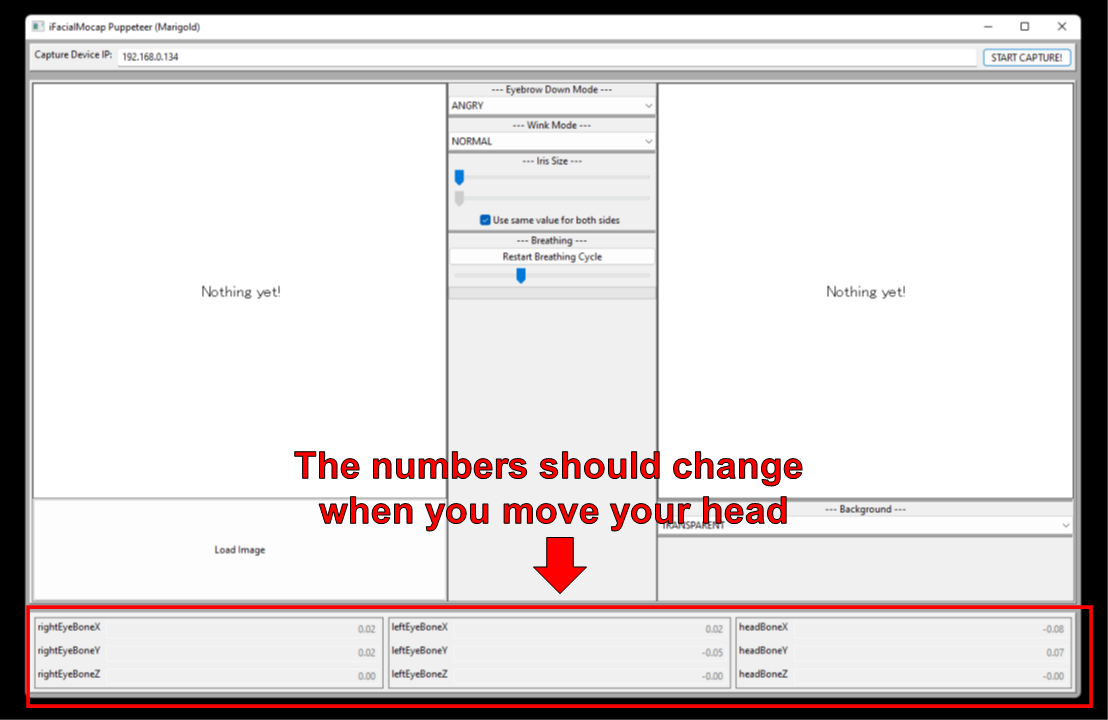 iFacialMocap Puppeteer (Marigold)
Capture Device IP: 192.168.0.134 START CAPTURE!
--- Eyebrow Down Mode ---
ANGRY
--- Wink Mode ---
NORMAL
--- Iris Size ---
Use same value for both sides
--- Breathing ---
Restart Breathing Cycle
Nothing yet!
Nothing yet!
The numbers should change
when you move your head
--- Background ---
TRANSPARENT
Load Image
rightEyeBoneX 0.02 leftEyeBoneX 0.02 headBoneX -0.08
rightEyeBoneY 0.02 leftEyeBoneY -0.05 headBoneY 0.07
rightEyeBoneZ 0.00 leftEyeBoneZ -0.00 headBoneZ -0.00